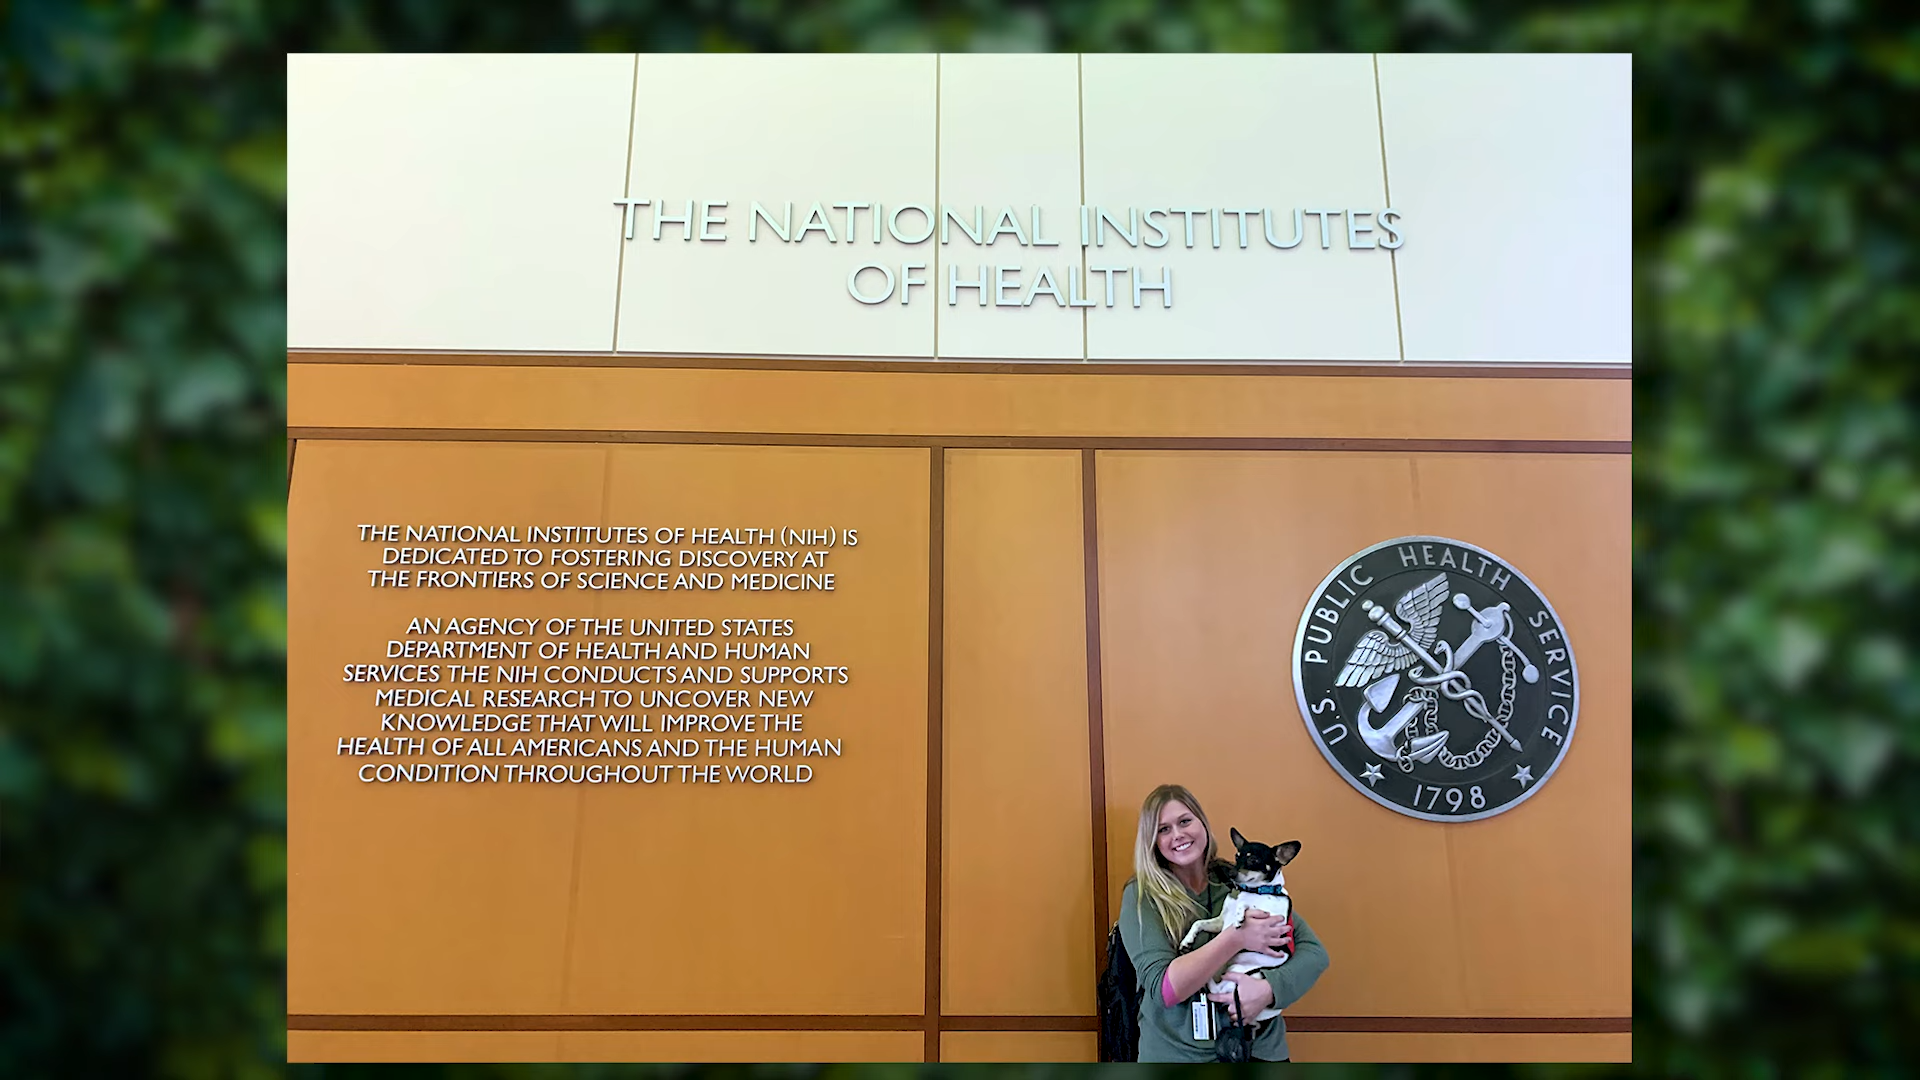 THE NATIONAL INSTITUTES
OF HEALTH
THE NATIONAL INSTITUTES OF HEALTH (NIH) IS
DEDICATED TO FOSTERING DISCOVERY AT
THE FRONTIERS OF SCIENCE AND MEDICINE
AN AGENCY OF THE UNITED STATES
DEPARTMENT OF HEALTH AND HUMAN
SERVICES THE NIH CONDUCTS AND SUPPORTS
MEDICAL RESEARCH TO UNCOVER NEW
KNOWLEDGE THAT WILL IMPROVE THE
HEALTH OF ALL AMERICANS AND THE HUMAN
CONDITION THROUGHOUT THE WORLD
U.S. PUBLIC HEALTH SERVICE
1798